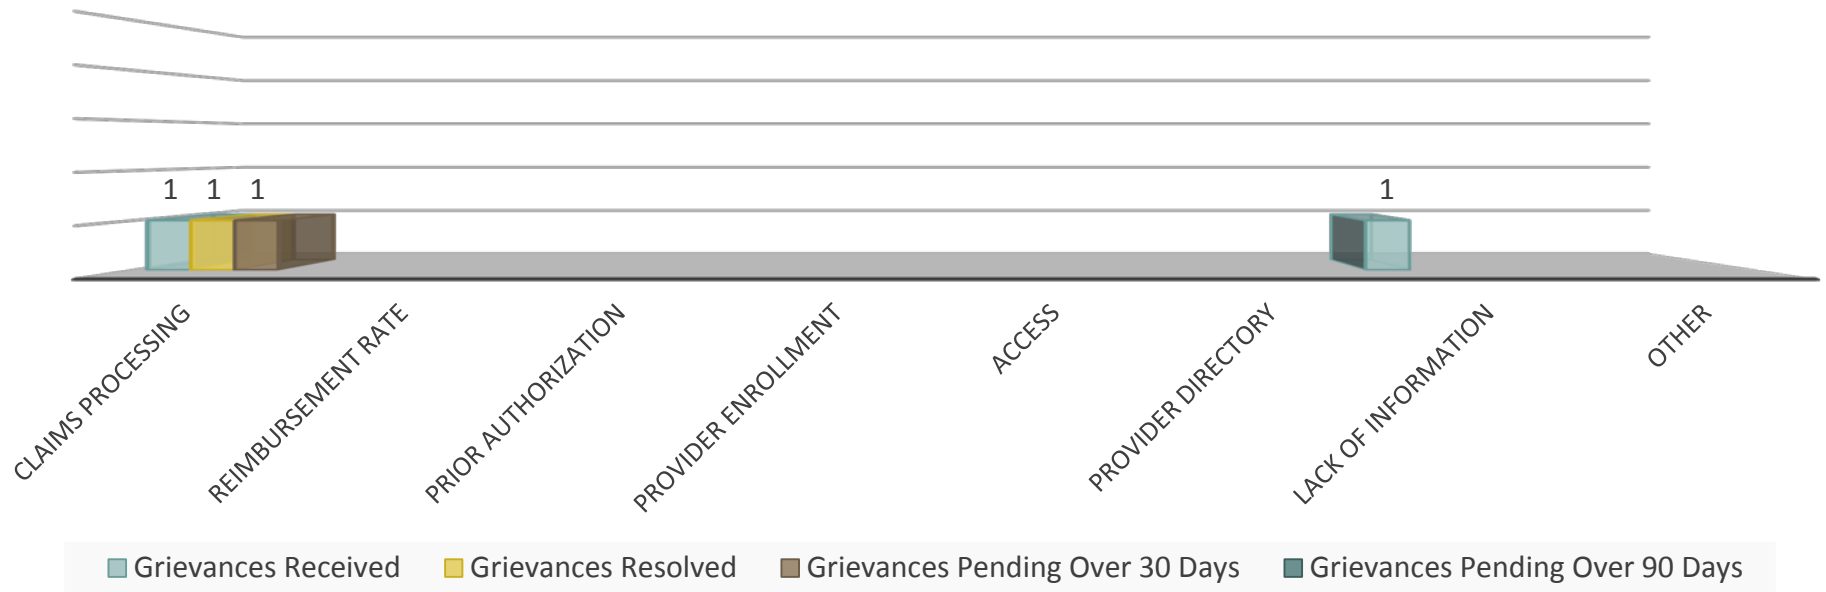 1 1 1 1
CLAIMS PROCESSING
REIMBURSEMENT RATE
PRIOR AUTHORIZATION
PROVIDER ENROLLMENT
ACCESS
PROVIDER DIRECTORY
LACK OF INFORMATION
OTHER
Grievances Received Grievances Resolved Grievances Pending Over 30 Days Grievances Pending Over 90 Days